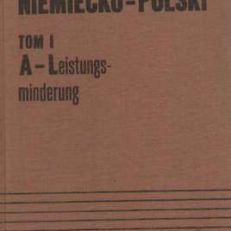 NIEMIECKO-POLSKI
TOM I
A-Leistungs-
minderung